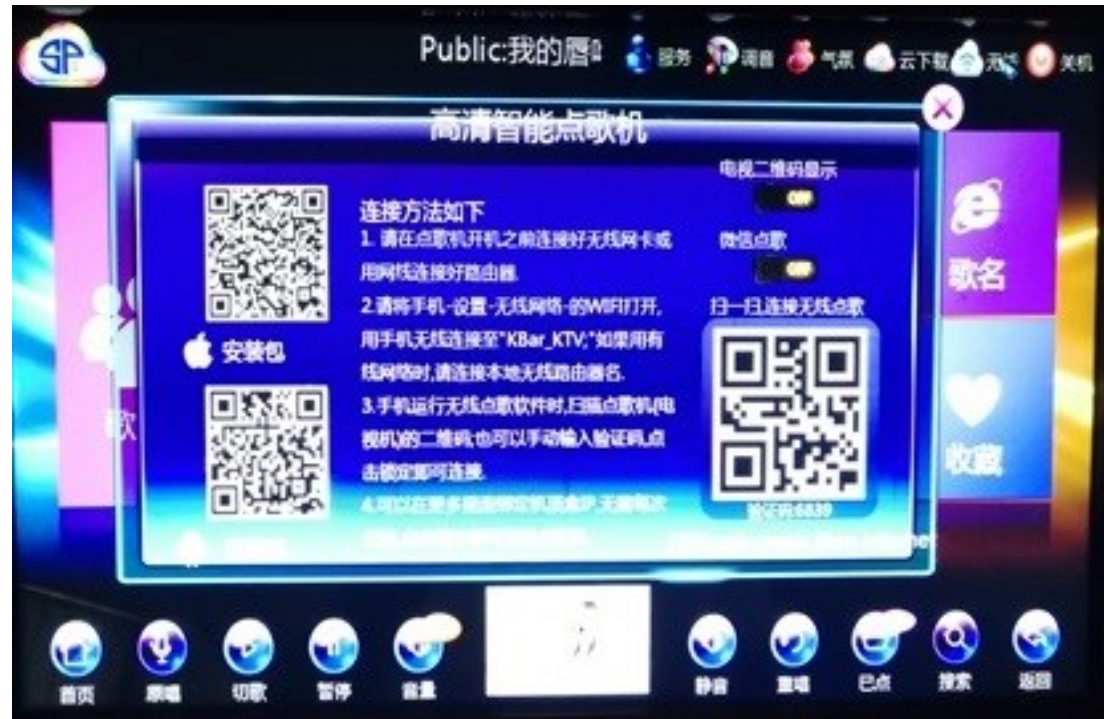 SP
Public:我的唇
服务
调音
气氛
云下载
关机
高清智能点歌机
电视二维码显示
OFF
连接方法如下
1. 请在点歌机开机之前连接好无线网卡或
用网线连接好路由器.
微信点歌
OFF
2.请将手机-设置-无线网络-的WIFI打开,
用手机无线连接至"KBar_KTV;"如果用有
线网络时,请连接本地无线路由器名.
3.手机运行无线点歌软件时,扫描点歌机(电
视机)的二维码;也可以手动输入验证码,点
击锁定即可连接.
扫一扫,连接无线点歌
安装包
验证码:6839
歌名
收藏
歌
首页
原唱
切歌
暂停
音量
静音
重唱
已点
搜索
返回